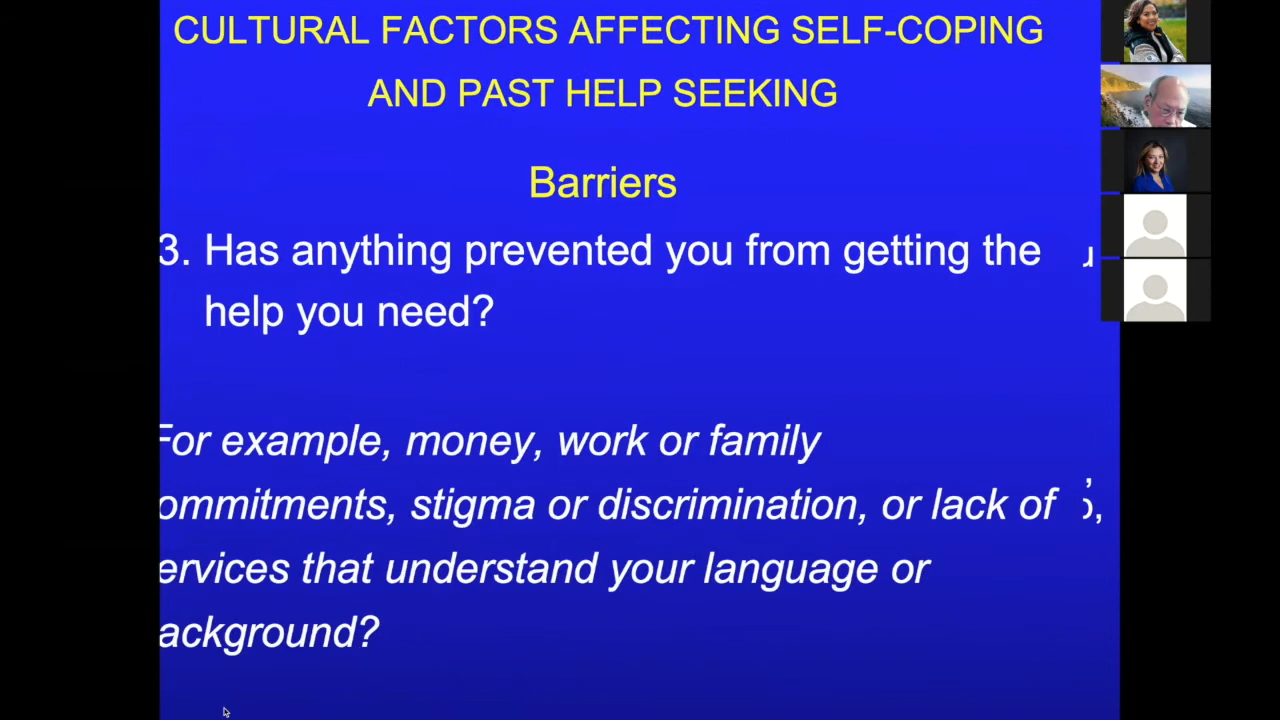 CULTURAL FACTORS AFFECTING SELF-COPING
AND PAST HELP SEEKING
Barriers
3. Has anything prevented you from getting the
help you need?
For example, money, work or family
ommitments, stigma or discrimination, or lack of
ervices that understand your language or
ackground?